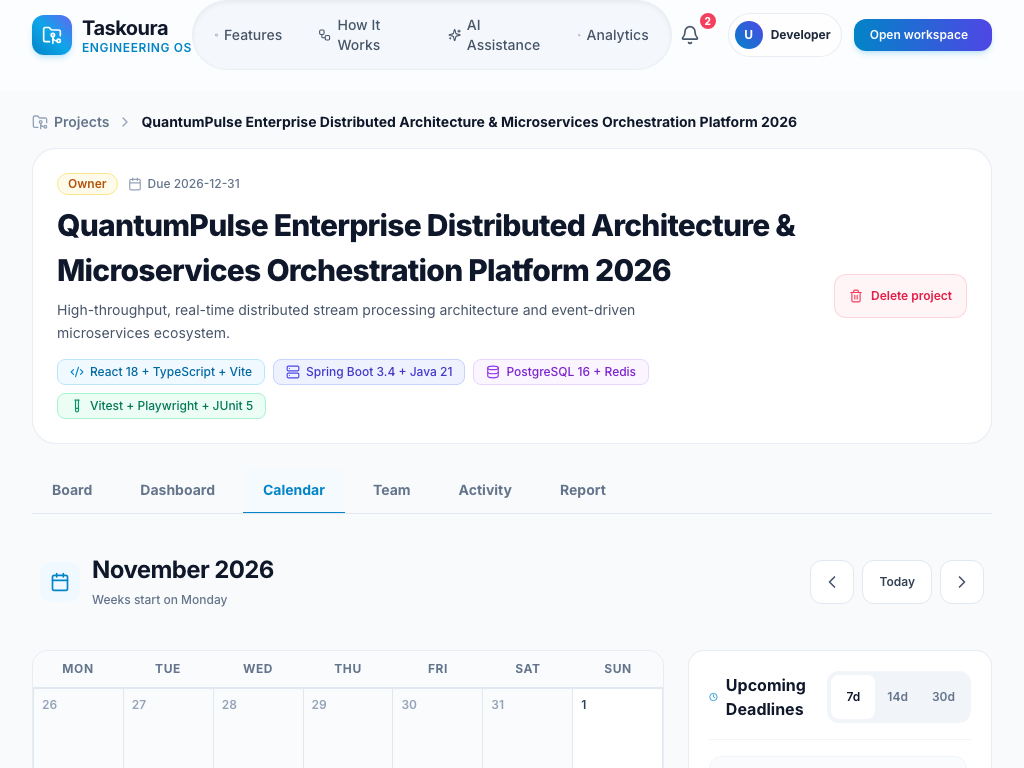 Taskoura
ENGINEERING OS
Features
How It
Works
AI
Assistance
Analytics
2
U
Developer
Open workspace
Projects
QuantumPulse Enterprise Distributed Architecture & Microservices Orchestration Platform 2026
Owner
Due 2026-12-31
QuantumPulse Enterprise Distributed Architecture &
Microservices Orchestration Platform 2026
High-throughput, real-time distributed stream processing architecture and event-driven
microservices ecosystem.
Delete project
React 18 + TypeScript + Vite
Spring Boot 3.4 + Java 21
PostgreSQL 16 + Redis
Vitest + Playwright + JUnit 5
Board
Dashboard
Calendar
Team
Activity
Report
November 2026
Weeks start on Monday
Today
MON TUE WED THU FRI SAT SUN
26 27 28 29 30 31 1
Upcoming
Deadlines
7d
14d
30d